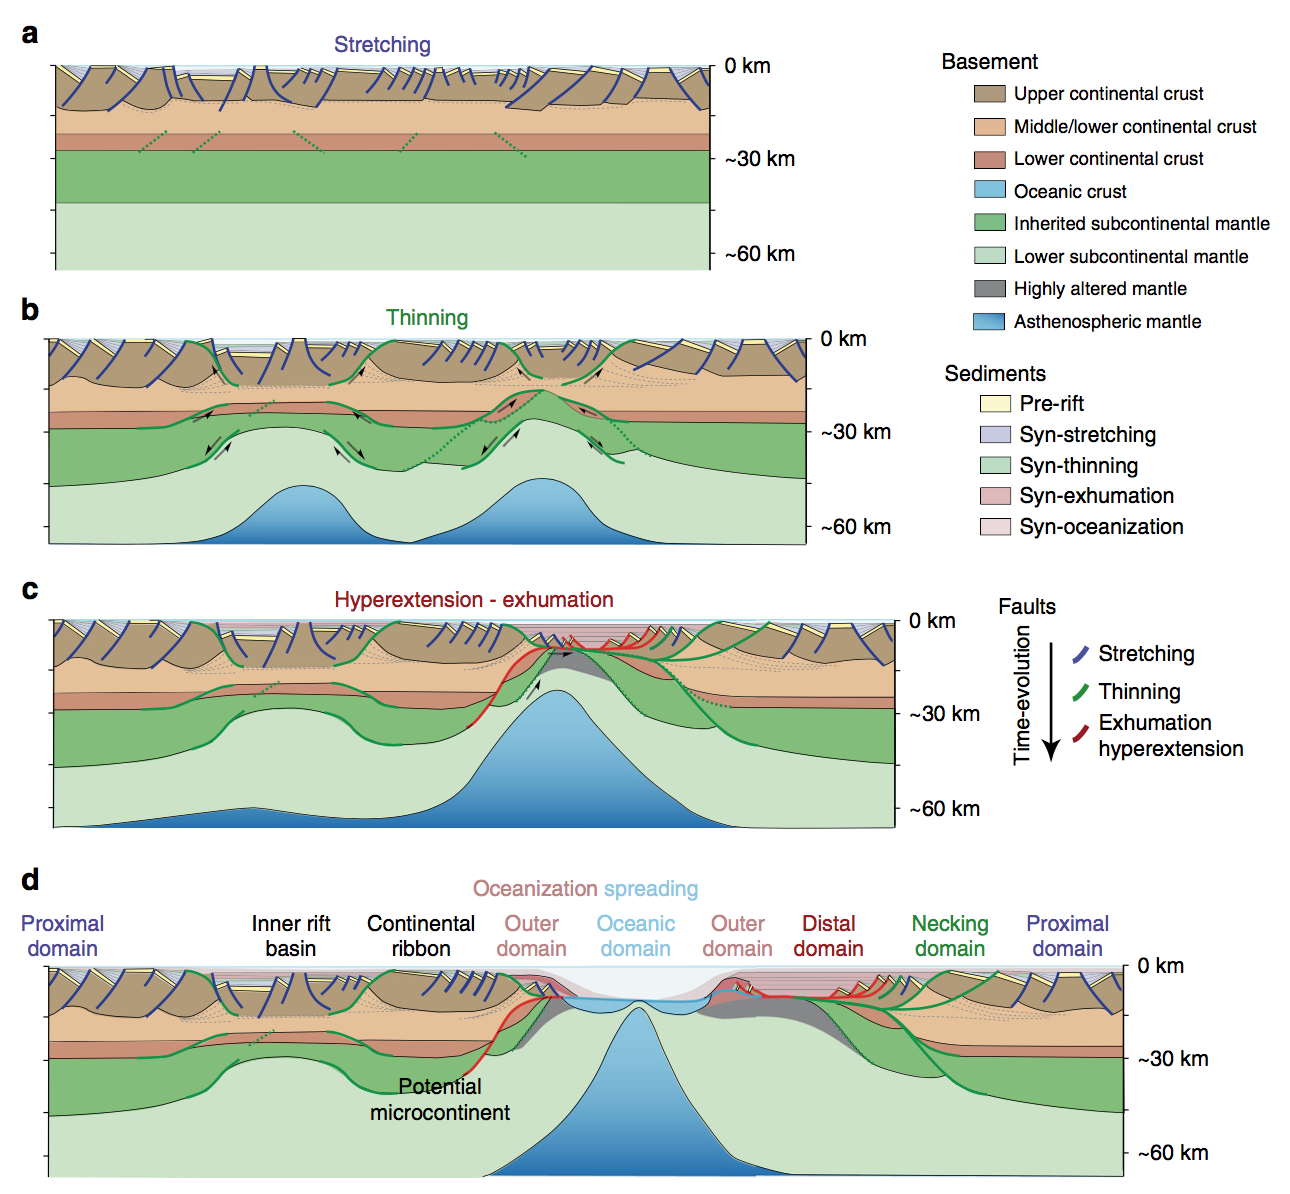 a
Stretching
0 km
~30 km
~60 km
Basement
Upper continental crust
Middle/lower continental crust
Lower continental crust
Oceanic crust
Inherited subcontinental mantle
Lower subcontinental mantle
Highly altered mantle
Asthenospheric mantle
b
Thinning
0 km
~30 km
~60 km
Sediments
Pre-rift
Syn-stretching
Syn-thinning
Syn-exhumation
Syn-oceanization
c
Hyperextension - exhumation
0 km
~30 km
~60 km
Faults
Time-evolution
Stretching
Thinning
Exhumation
hyperextension
d
Oceanization spreading
Proximal
domain
Inner rift
basin
Continental
ribbon
Outer
domain
Oceanic
domain
Outer
domain
Distal
domain
Necking
domain
Proximal
domain
0 km
~30 km
~60 km
Potential
microcontinent